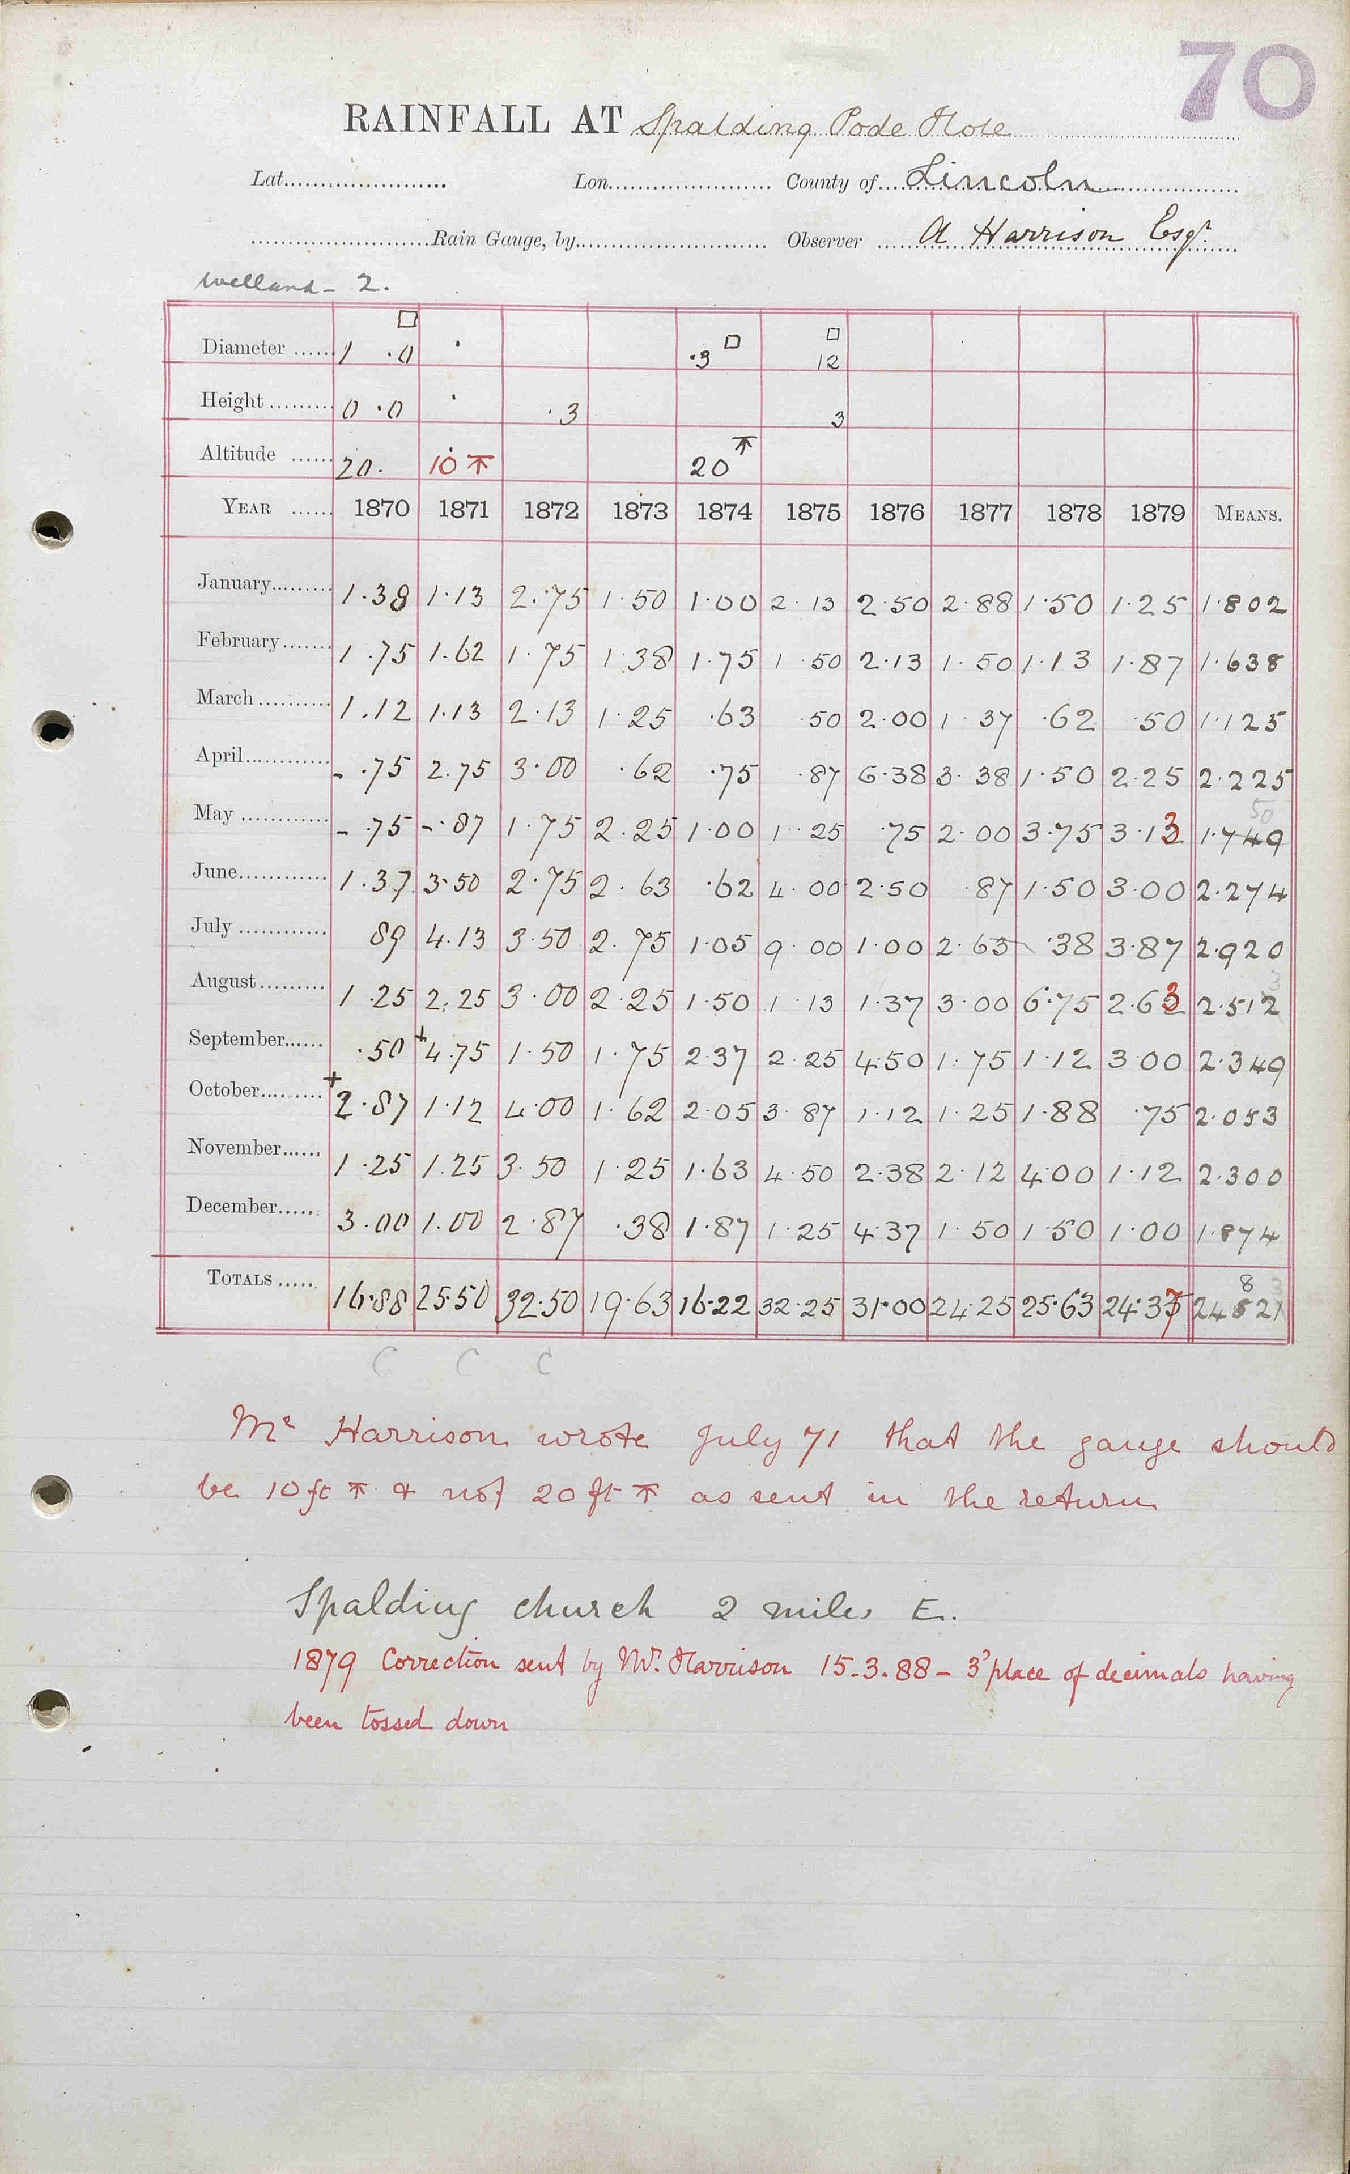 70
RAINFALL AT Spalding Pode Hole
Lat. Lon. County of Lincoln
Rain Gauge, by Observer A Harrison Esqr.
Welland - 2.
Diameter 1 .0 □ · .3 □ □ 12
Height 0 .0 · .3 3
Altitude 20. 10 ⊼ 20 ⊼
YEAR 1870 1871 1872 1873 1874 1875 1876 1877 1878 1879 MEANS.
January 1.38 1.13 2.75 1.50 1.00 2.13 2.50 2.88 1.50 1.25 1.802
February 1.75 1.62 1.75 1.38 1.75 1.50 2.13 1.50 1.13 1.87 1.638
March 1.12 1.13 2.13 1.25 .63 .50 2.00 1.37 .62 .50 1.125
April - .75 2.75 3.00 .62 .75 .87 6.38 3.38 1.50 2.25 2.225
May - .75 - .87 1.75 2.25 1.00 1.25 .75 2.00 3.75 3.13 1.749 50
June 1.37 3.50 2.75 2.63 .62 4.00 2.50 .87 1.50 3.00 2.274
July 89 4.13 3.50 2.75 1.05 9.00 1.00 2.63 .38 3.87 2.920
August 1.25 2.25 3.00 2.25 1.50 1.13 1.37 3.00 6.75 2.63 2.512 3
September .50 + 4.75 1.50 1.75 2.37 2.25 4.50 1.75 1.12 3.00 2.349
October + 2.87 1.12 4.00 1.62 2.05 3.87 1.12 1.25 1.88 .75 2.053
November 1.25 1.25 3.50 1.25 1.63 4.50 2.38 2.12 4.00 1.12 2.300
December 3.00 1.00 2.87 .38 1.87 1.25 4.37 1.50 1.50 1.00 1.874
TOTALS 16.88 25.50 32.50 19.63 16.22 32.25 31.00 24.25 25.63 24.37 24.821 8 3
C C C
Mr Harrison wrote July 71 that the gauge should
be 10 ft ⊼ & not 20 ft ⊼ as sent in the return
Spalding church 2 miles E.
1879 Correction sent by Mr. Harrison 15.3.88 - 3rd place of decimals having
been tossed down